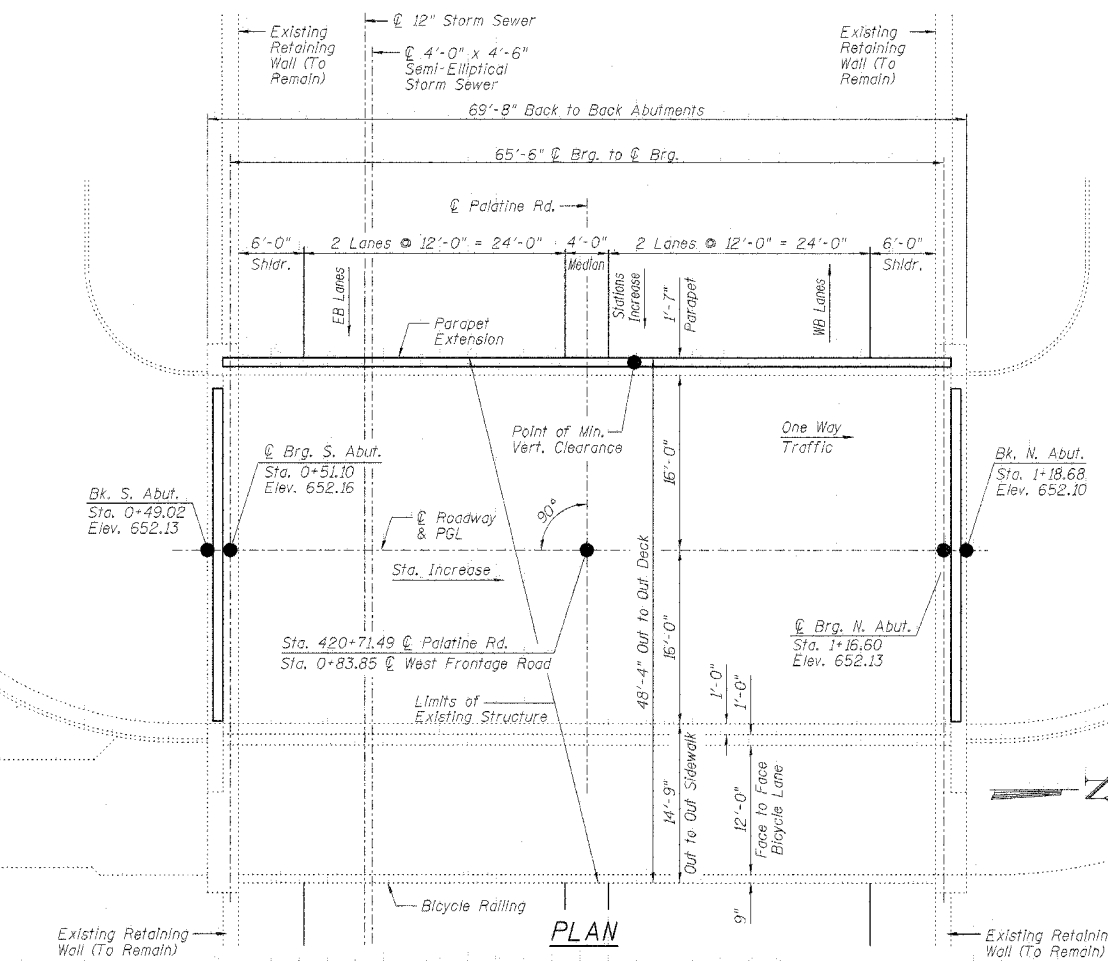 Existing
Retaining
Wall (To
Remain)
℄ 12" Storm Sewer
℄ 4'-0" x 4'-6"
Semi-Elliptical
Storm Sewer
Existing
Retaining
Wall (To
Remain)
69'-8" Back to Back Abutments
65'-6" ℄ Brg. to ℄ Brg.
℄ Palatine Rd.
6'-0"
Shldr.
2 Lanes @ 12'-0" = 24'-0"
4'-0"
Median
2 Lanes @ 12'-0" = 24'-0"
6'-0"
Shldr.
EB Lanes
Stations
Increase
1'-7"
Parapet
WB Lanes
Parapet
Extension
Point of Min.
Vert. Clearance
One Way
Traffic
16'-0"
℄ Brg. S. Abut.
Sta. 0+51.10
Elev. 652.16
Bk. S. Abut.
Sta. 0+49.02
Elev. 652.13
Bk. N. Abut.
Sta. 1+18.68
Elev. 652.10
90°
℄ Roadway
& PGL
Sta. Increase
48'-4" Out to Out Deck
16'-0"
Sta. 420+71.49 ℄ Palatine Rd.
Sta. 0+83.85 ℄ West Frontage Road
℄ Brg. N. Abut.
Sta. 1+16.60
Elev. 652.13
Limits of
Existing Structure
1'-0"
1'-0"
14'-9"
Out to Out Sidewalk
12'-0"
Face to Face
Bicycle Lane
9"
N
Bicycle Railing
PLAN
Existing Retaining
Wall (To Remain)
Existing Retainin
Wall (To Remain)